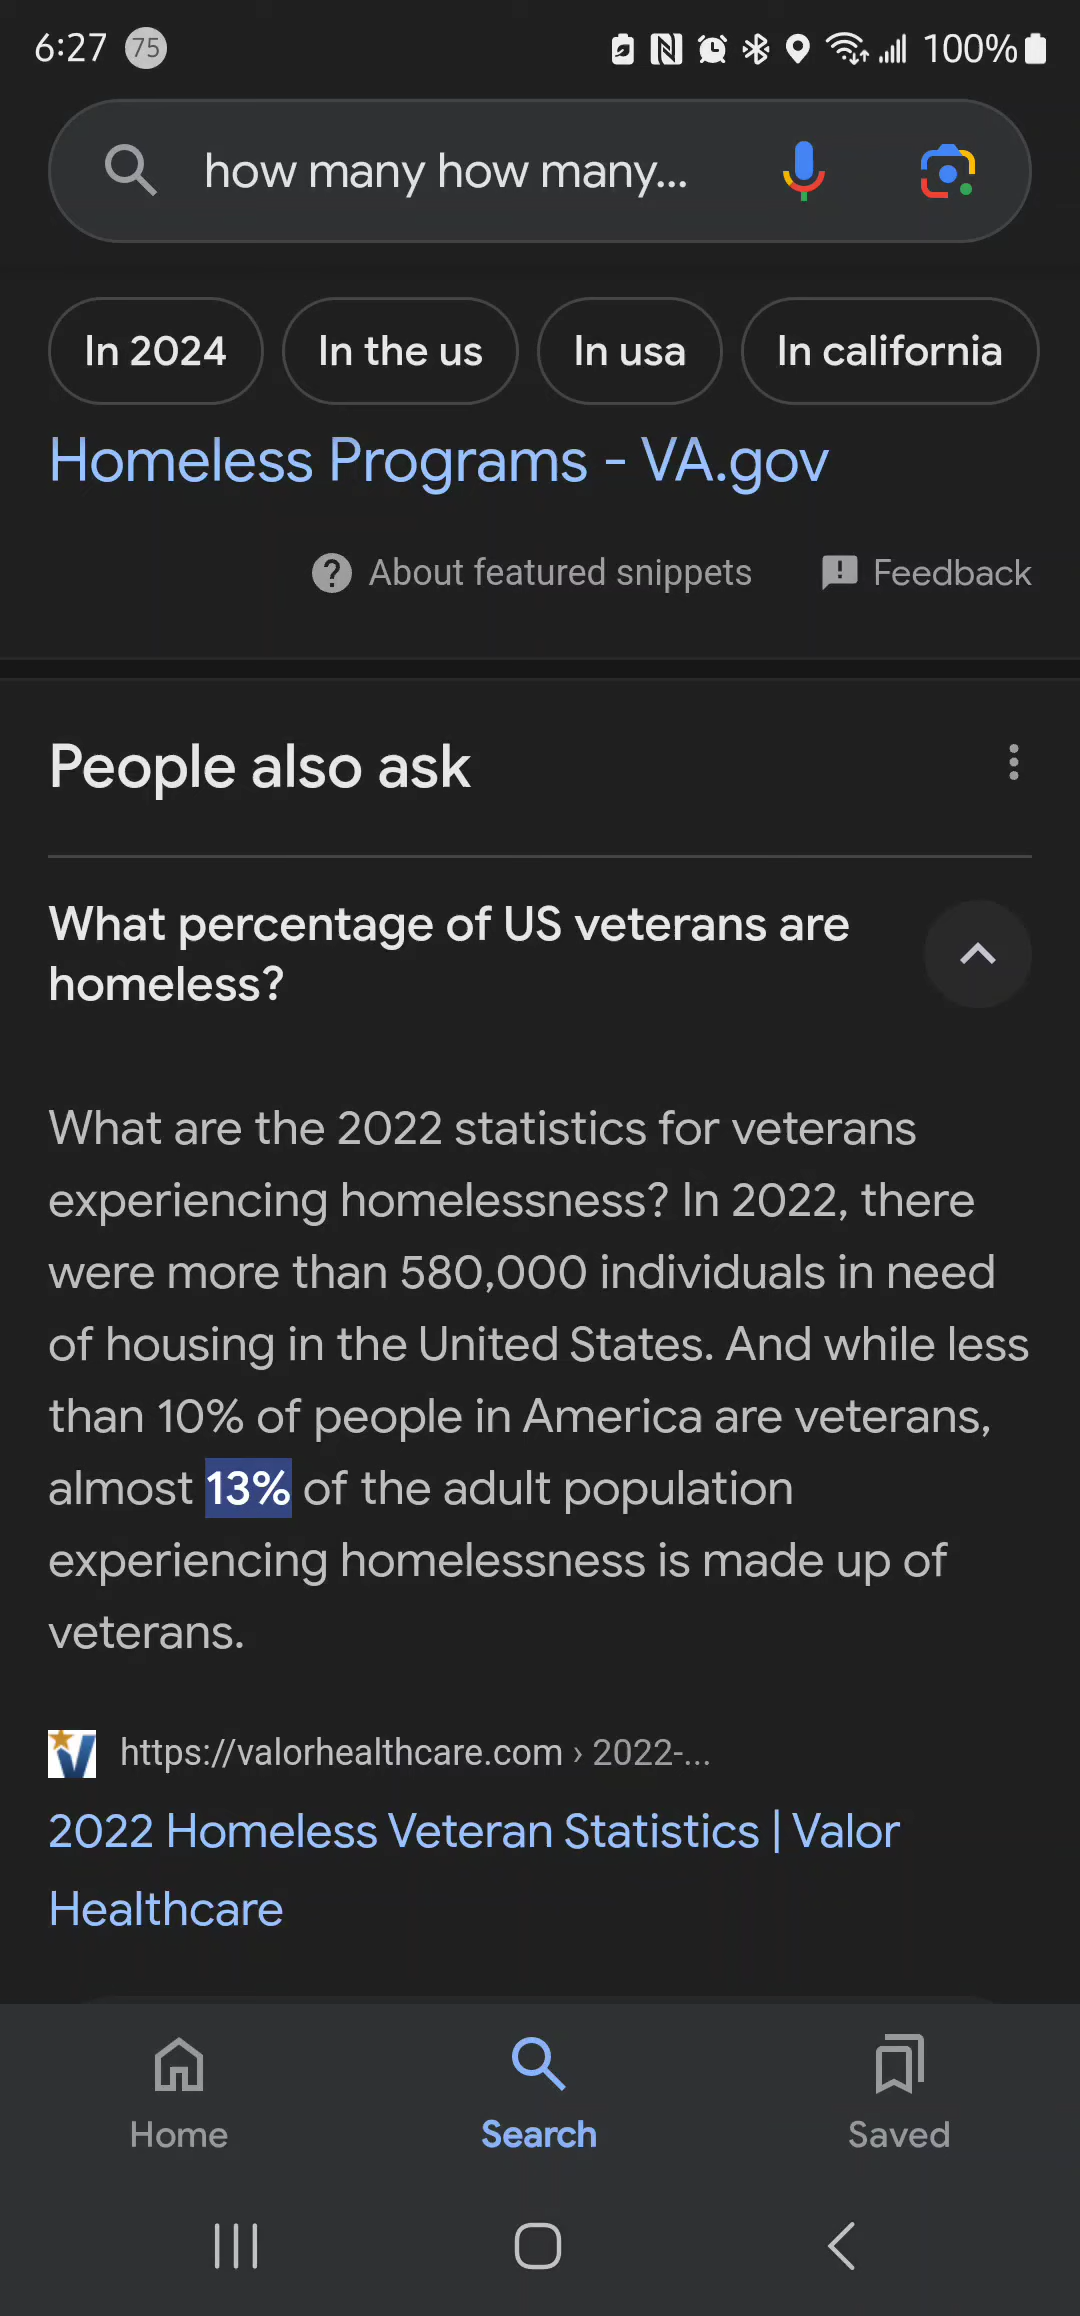 6:27 75 100%
how many how many...
In 2024 In the us In usa In california
Homeless Programs - VA.gov
? About featured snippets ! Feedback
People also ask
What percentage of US veterans are
homeless?
What are the 2022 statistics for veterans
experiencing homelessness? In 2022, there
were more than 580,000 individuals in need
of housing in the United States. And while less
than 10% of people in America are veterans,
almost 13% of the adult population
experiencing homelessness is made up of
veterans.
https://valorhealthcare.com › 2022-...
2022 Homeless Veteran Statistics | Valor
Healthcare
Home Search Saved